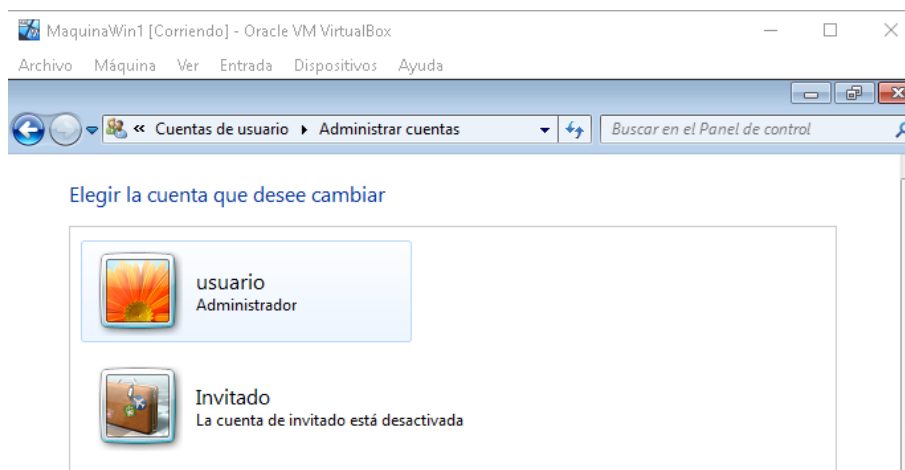 MaquinaWin1 [Corriendo] - Oracle VM VirtualBox
Archivo Máquina Ver Entrada Dispositivos Ayuda
« Cuentas de usuario Administrar cuentas Buscar en el Panel de control
Elegir la cuenta que desee cambiar
usuario
Administrador
Invitado
La cuenta de invitado está desactivada